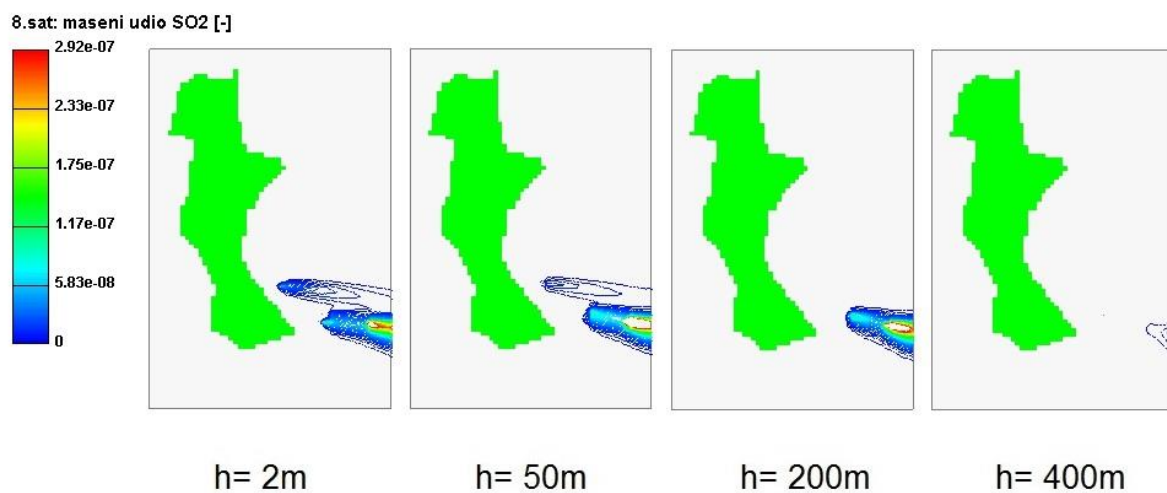 8.sat: maseni udio SO2 [-]
2.92e-07
2.33e-07
1.75e-07
1.17e-07
5.83e-08
0
h= 2m
h= 50m
h= 200m
h= 400m